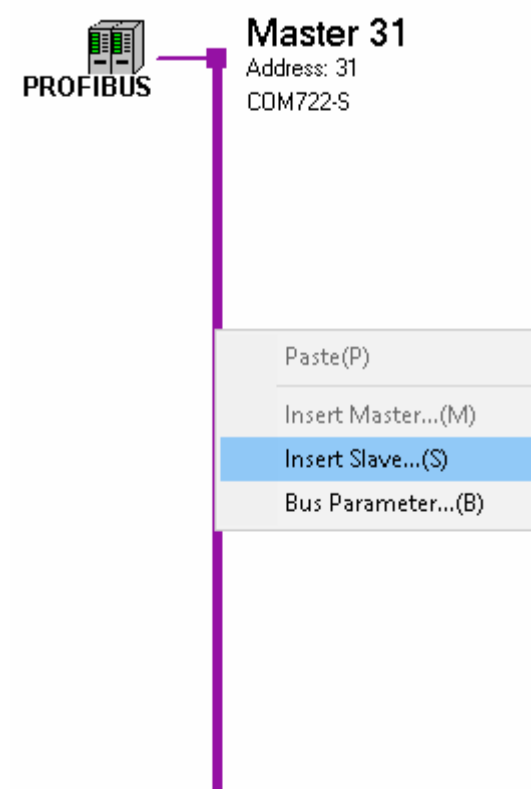 PROFIBUS
Master 31
Address: 31
COM722-S
Paste(P)
Insert Master...(M)
Insert Slave...(S)
Bus Parameter...(B)